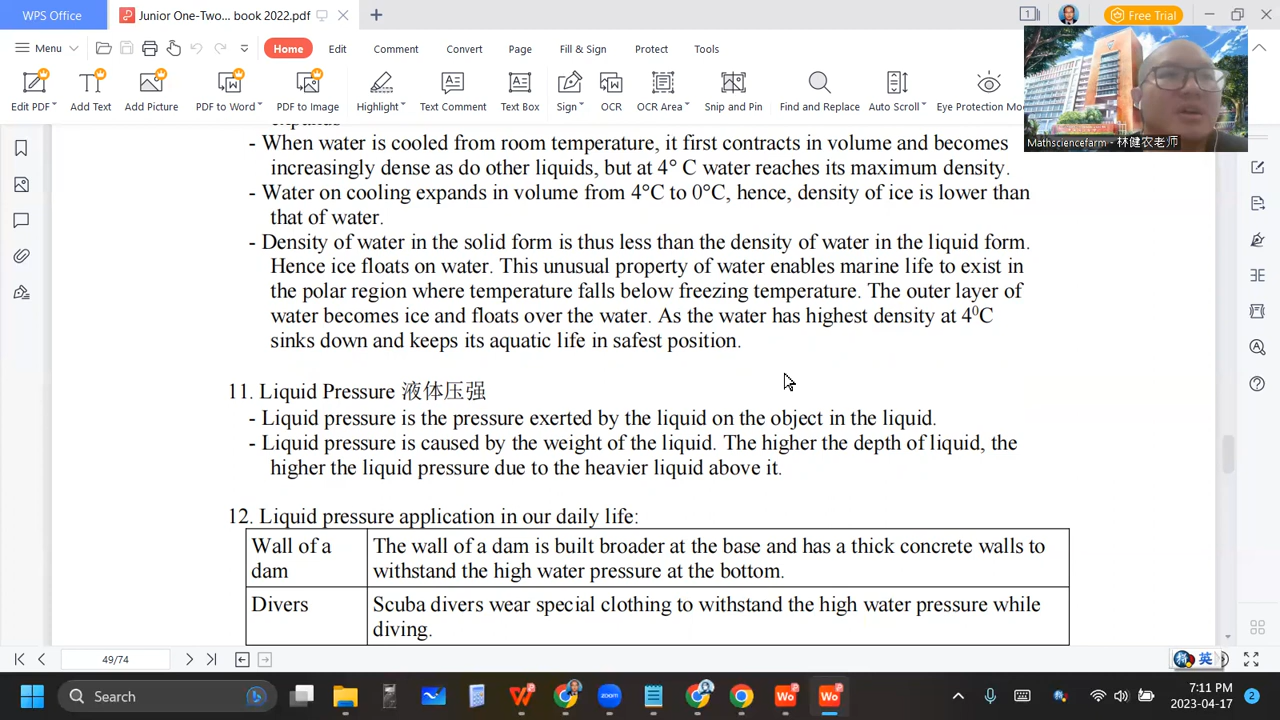 WPS Office
Junior One-Two... book 2022.pdf
1
Free Trial
Menu
Home
Edit
Comment
Convert
Page
Fill & Sign
Protect
Tools
Edit PDF
Add Text
Add Picture
PDF to Word
PDF to Image
Highlight
Text Comment
Text Box
Sign
OCR
OCR Area
Snip and Pin
Find and Replace
Auto Scroll
Eye Protection Mo
Mathsciencefarm - 林健农老师
expands
- When water is cooled from room temperature, it first contracts in volume and becomes
increasingly dense as do other liquids, but at 4° C water reaches its maximum density.
- Water on cooling expands in volume from 4°C to 0°C, hence, density of ice is lower than
that of water.
- Density of water in the solid form is thus less than the density of water in the liquid form.
Hence ice floats on water. This unusual property of water enables marine life to exist in
the polar region where temperature falls below freezing temperature. The outer layer of
water becomes ice and floats over the water. As the water has highest density at 4⁰C
sinks down and keeps its aquatic life in safest position.
11. Liquid Pressure 液体压强
- Liquid pressure is the pressure exerted by the liquid on the object in the liquid.
- Liquid pressure is caused by the weight of the liquid. The higher the depth of liquid, the
higher the liquid pressure due to the heavier liquid above it.
12. Liquid pressure application in our daily life:
Wall of a
dam
The wall of a dam is built broader at the base and has a thick concrete walls to
withstand the high water pressure at the bottom.
Divers
Scuba divers wear special clothing to withstand the high water pressure while
diving.
49/74
英
Search
7:11 PM
2023-04-17
2